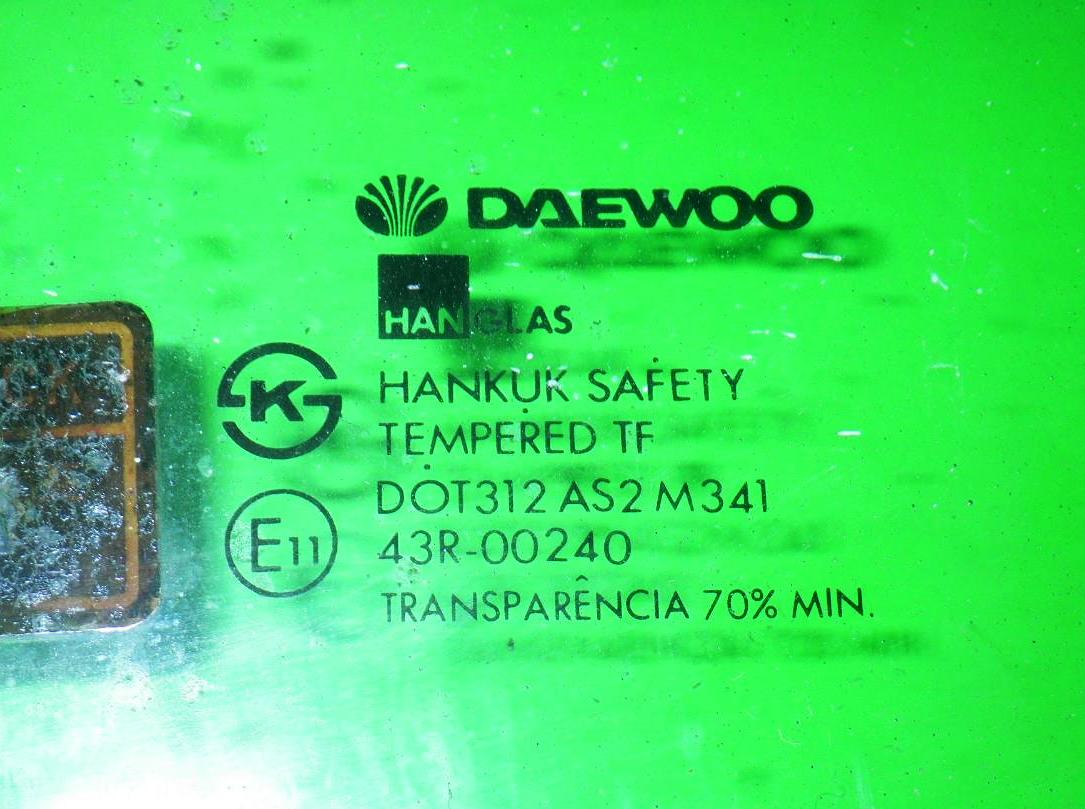 DAEWOO
HANGLAS
K
HANKUK SAFETY
TEMPERED TF
DOT312 AS2 M341
E11
43R-00240
TRANSPARÊNCIA 70% MIN.